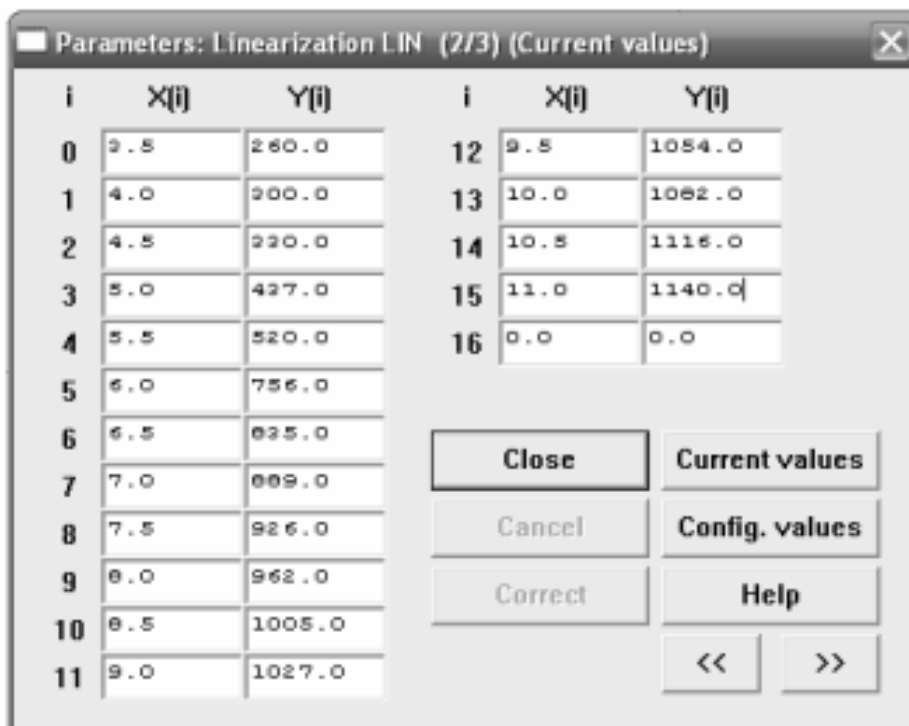 Parameters: Linearization LIN (2/3) (Current values)
i X(i) Y(i) i X(i) Y(i)
0 3.5 260.0 12 9.5 1054.0
1 4.0 300.0 13 10.0 1082.0
2 4.5 330.0 14 10.5 1116.0
3 5.0 437.0 15 11.0 1140.0
4 5.5 520.0 16 0.0 0.0
5 6.0 756.0
6 6.5 835.0
7 7.0 889.0
8 7.5 926.0
9 8.0 962.0
10 8.5 1005.0
11 9.0 1027.0
Close Current values
Cancel Config. values
Correct Help
<< >>